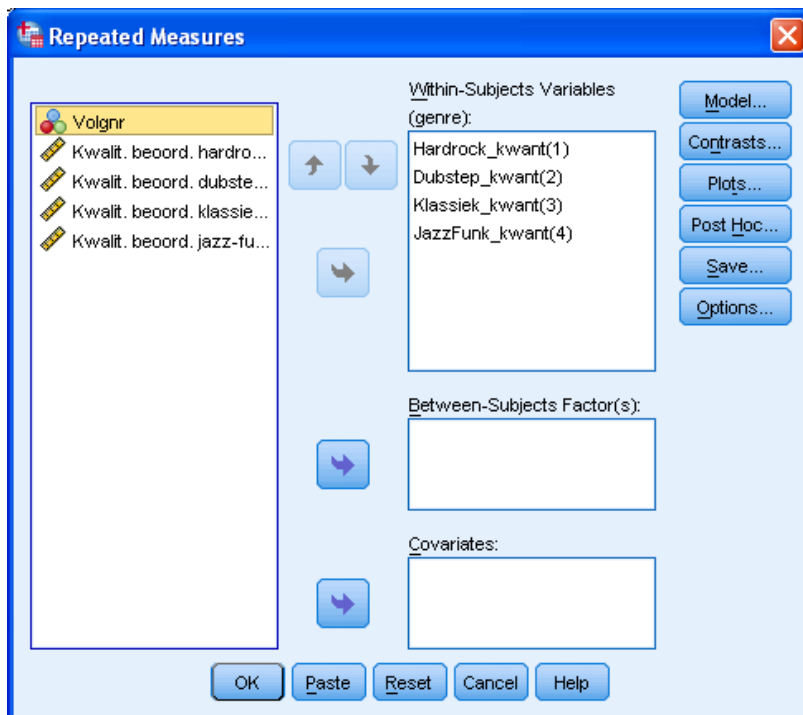 Repeated Measures
Volgnr
Kwalit. beoord. hardro...
Kwalit. beoord. dubste...
Kwalit. beoord. klassie...
Kwalit. beoord. jazz-fu...
Within-Subjects Variables
(genre):
Hardrock_kwant(1)
Dubstep_kwant(2)
Klassiek_kwant(3)
JazzFunk_kwant(4)
Between-Subjects Factor(s):
Covariates:
Model...
Contrasts...
Plots...
Post Hoc...
Save...
Options...
OK
Paste
Reset
Cancel
Help